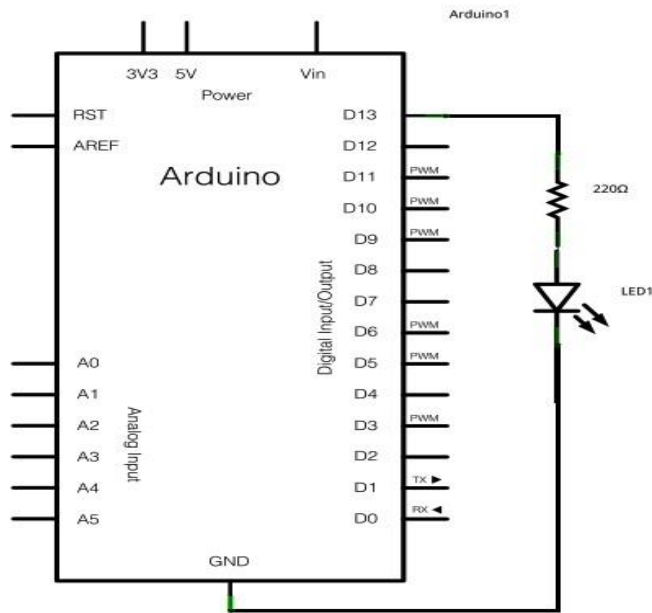 Arduino1
3V3 5V Vin
Power
RST D13
AREF D12
Arduino
D11 PWM
D10 PWM
D9 PWM
D8
D7
D6 PWM
A0 D5 PWM
A1 D4
A2 D3 PWM
A3 D2
A4 D1 TX ►
A5 D0 RX ◄
Analog Input
Digital Input/Output
GND
220Ω
LED1